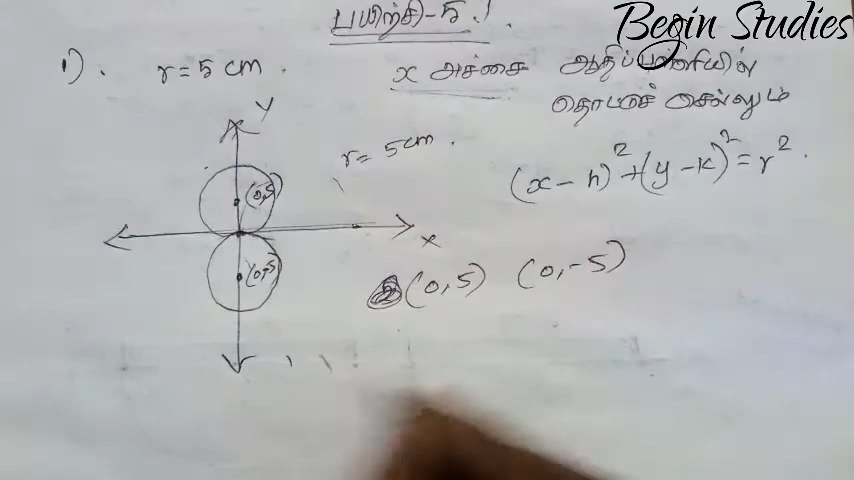 Begin Studies
பயிற்சி-5.1.
1). r = 5 cm.
x அச்சை ஆதிப்புள்ளியில்
தொட்டுச் செல்லும்
Y
r = 5cm.
(x - h)² + (y - k)² = r².
(0,5)
x
(0,-5)
(0,5) (0,-5)